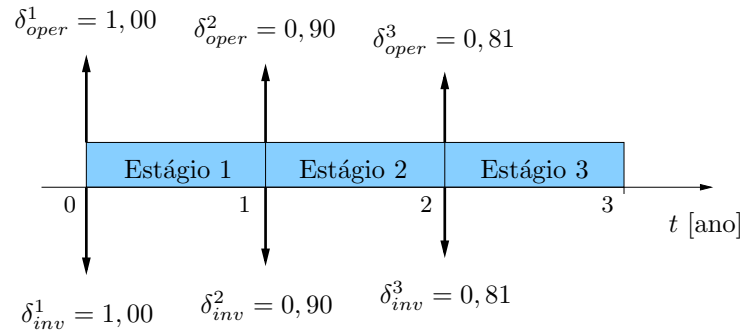 δ¹oper = 1,00
δ²oper = 0,90
δ³oper = 0,81
Estágio 1
Estágio 2
Estágio 3
0
1
2
3
t [ano]
δ¹inv = 1,00
δ²inv = 0,90
δ³inv = 0,81